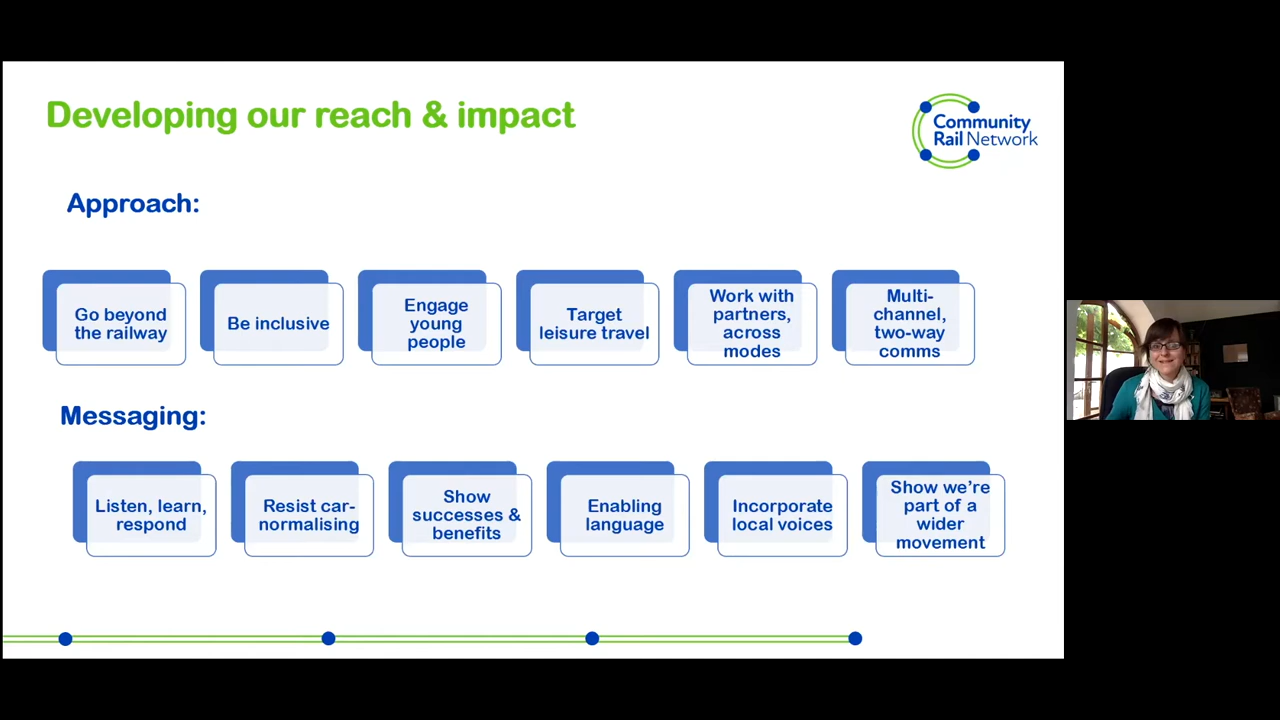 Developing our reach & impact
Community
Rail Network
Approach:
Go beyond
the railway
Be inclusive
Engage
young
people
Target
leisure travel
Work with
partners,
across
modes
Multi-
channel,
two-way
comms
Messaging:
Listen, learn,
respond
Resist car-
normalising
Show
successes &
benefits
Enabling
language
Incorporate
local voices
Show we’re
part of a
wider
movement